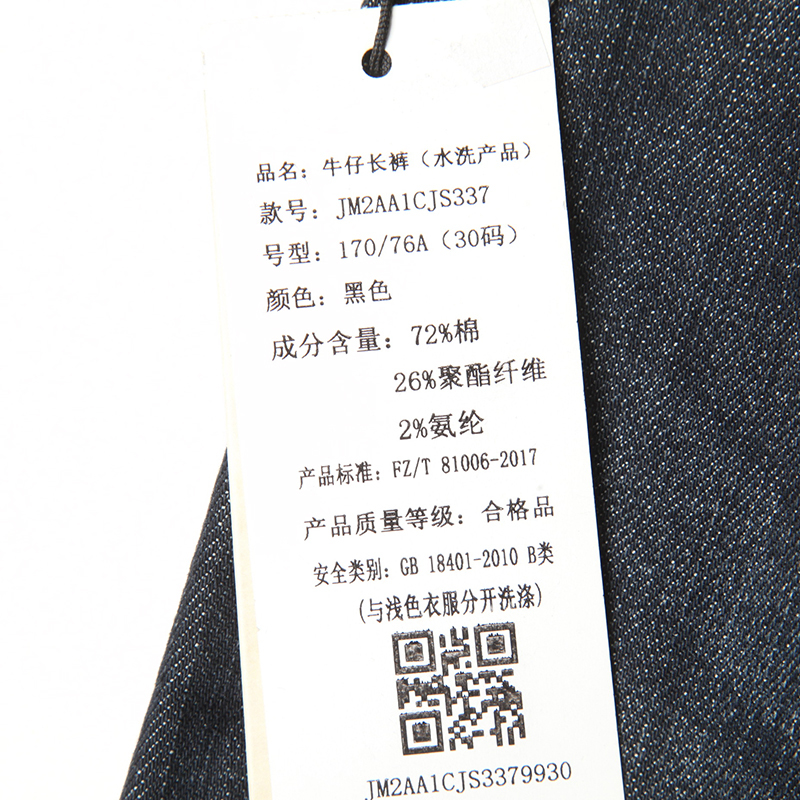 品名：牛仔长裤（水洗产品）
款号：JM2AA1CJS337
号型：170/76A（30码）
颜色：黑色
成分含量：72%棉
26%聚酯纤维
2%氨纶
产品标准：FZ/T 81006-2017
产品质量等级：合格品
安全类别：GB 18401-2010 B类
(与浅色衣服分开洗涤)
JM2AA1CJS3379930